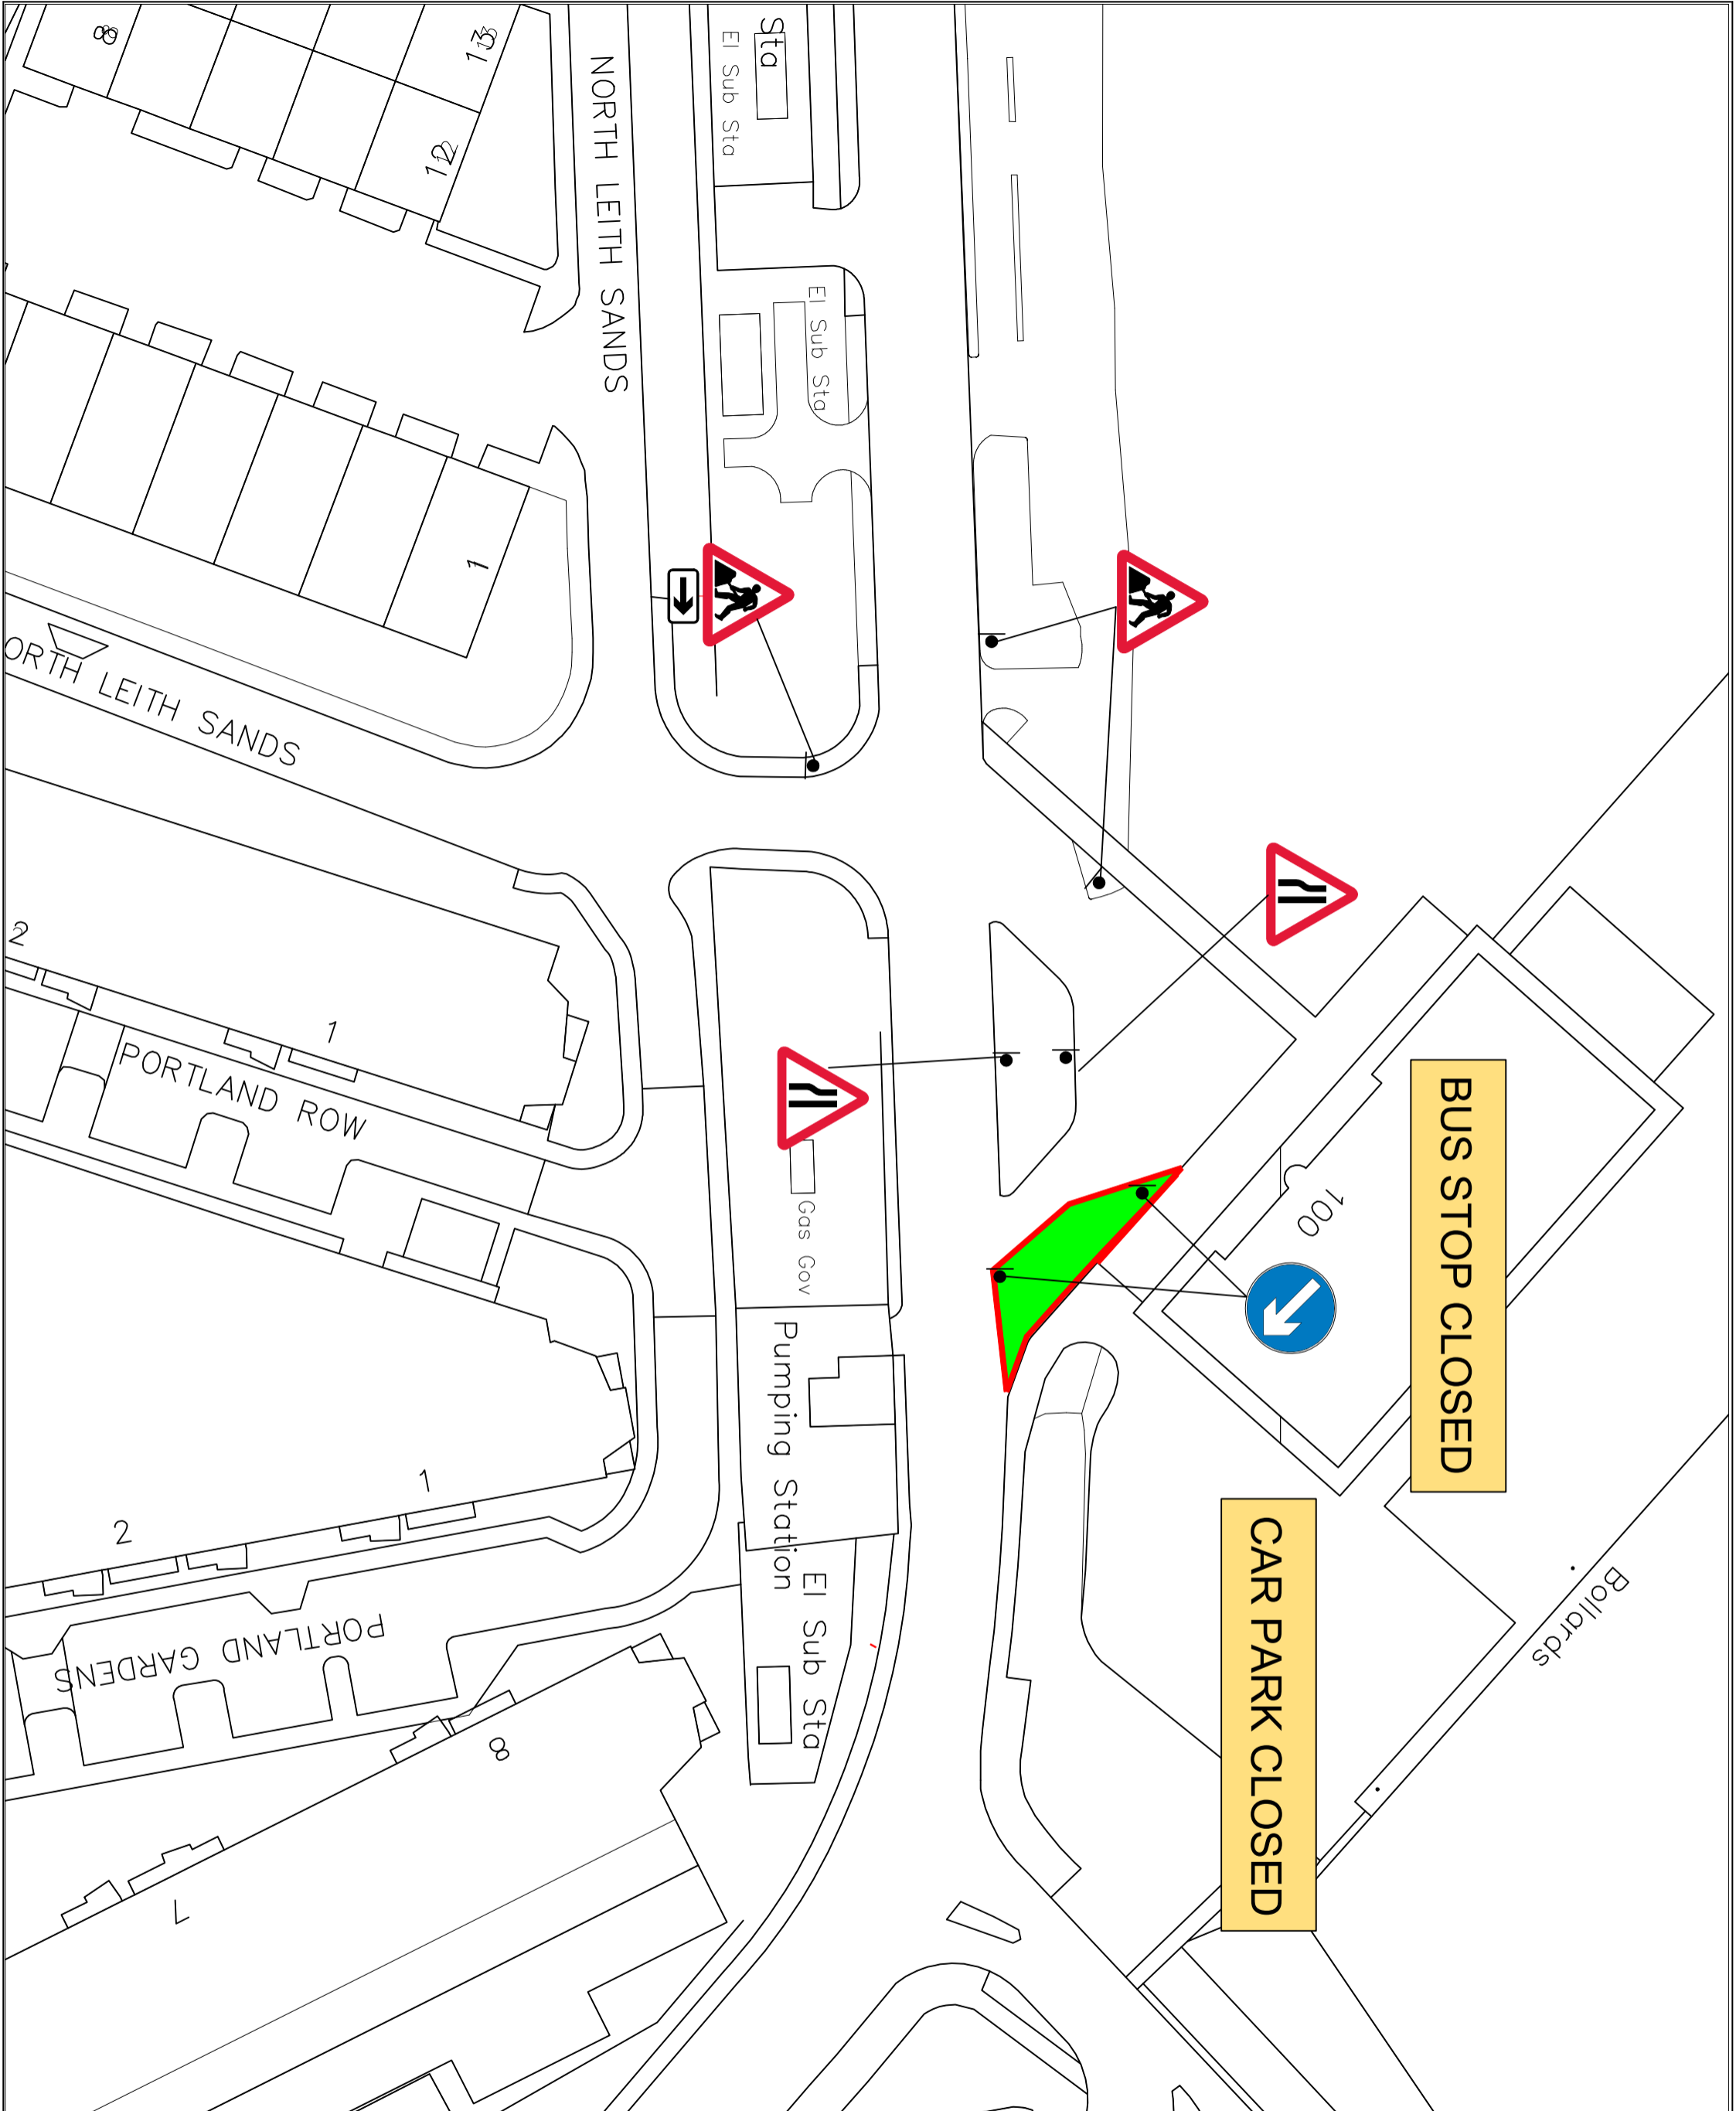 8
13
12
NORTH LEITH SANDS
Sta
El Sub Sta
El Sub Sta
1
ORTH LEITH SANDS
2
1
PORTLAND ROW
Gas Gov
100
BUS STOP CLOSED
Pumping Station
1
2
El Sub Sta
CAR PARK CLOSED
Bollards
PORTLAND GARDENS
8
7